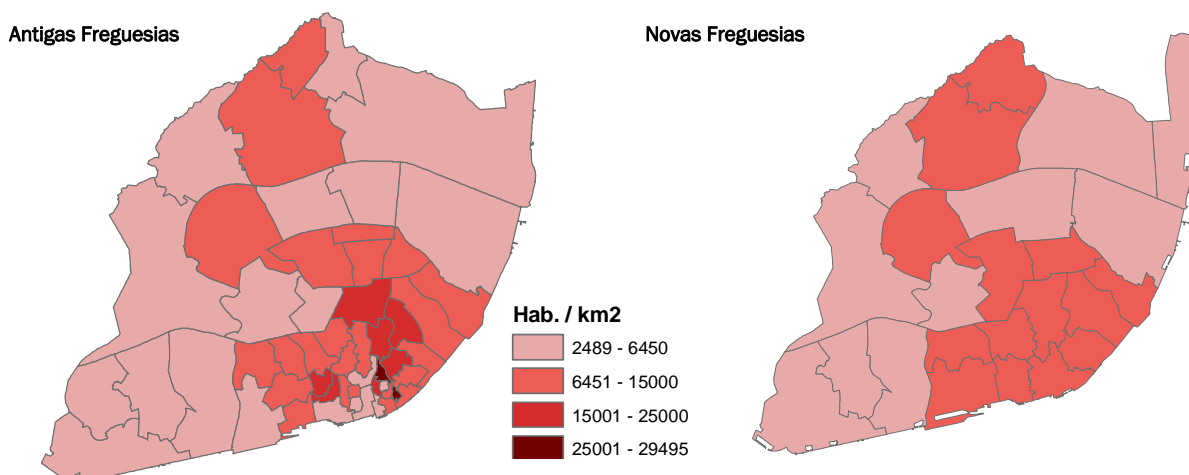 Antigas Freguesias
Novas Freguesias
Hab. / km2
2489 - 6450
6451 - 15000
15001 - 25000
25001 - 29495